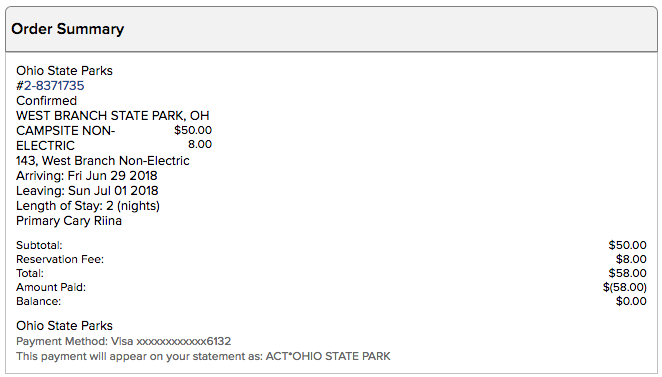 Order Summary
Ohio State Parks
#2-8371735
Confirmed
WEST BRANCH STATE PARK, OH
CAMPSITE NON- $50.00
ELECTRIC 8.00
143, West Branch Non-Electric
Arriving: Fri Jun 29 2018
Leaving: Sun Jul 01 2018
Length of Stay: 2 (nights)
Primary Cary Riina
Subtotal: $50.00
Reservation Fee: $8.00
Total: $58.00
Amount Paid: $(58.00)
Balance: $0.00
Ohio State Parks
Payment Method: Visa xxxxxxxxxxxx6132
This payment will appear on your statement as: ACT*OHIO STATE PARK